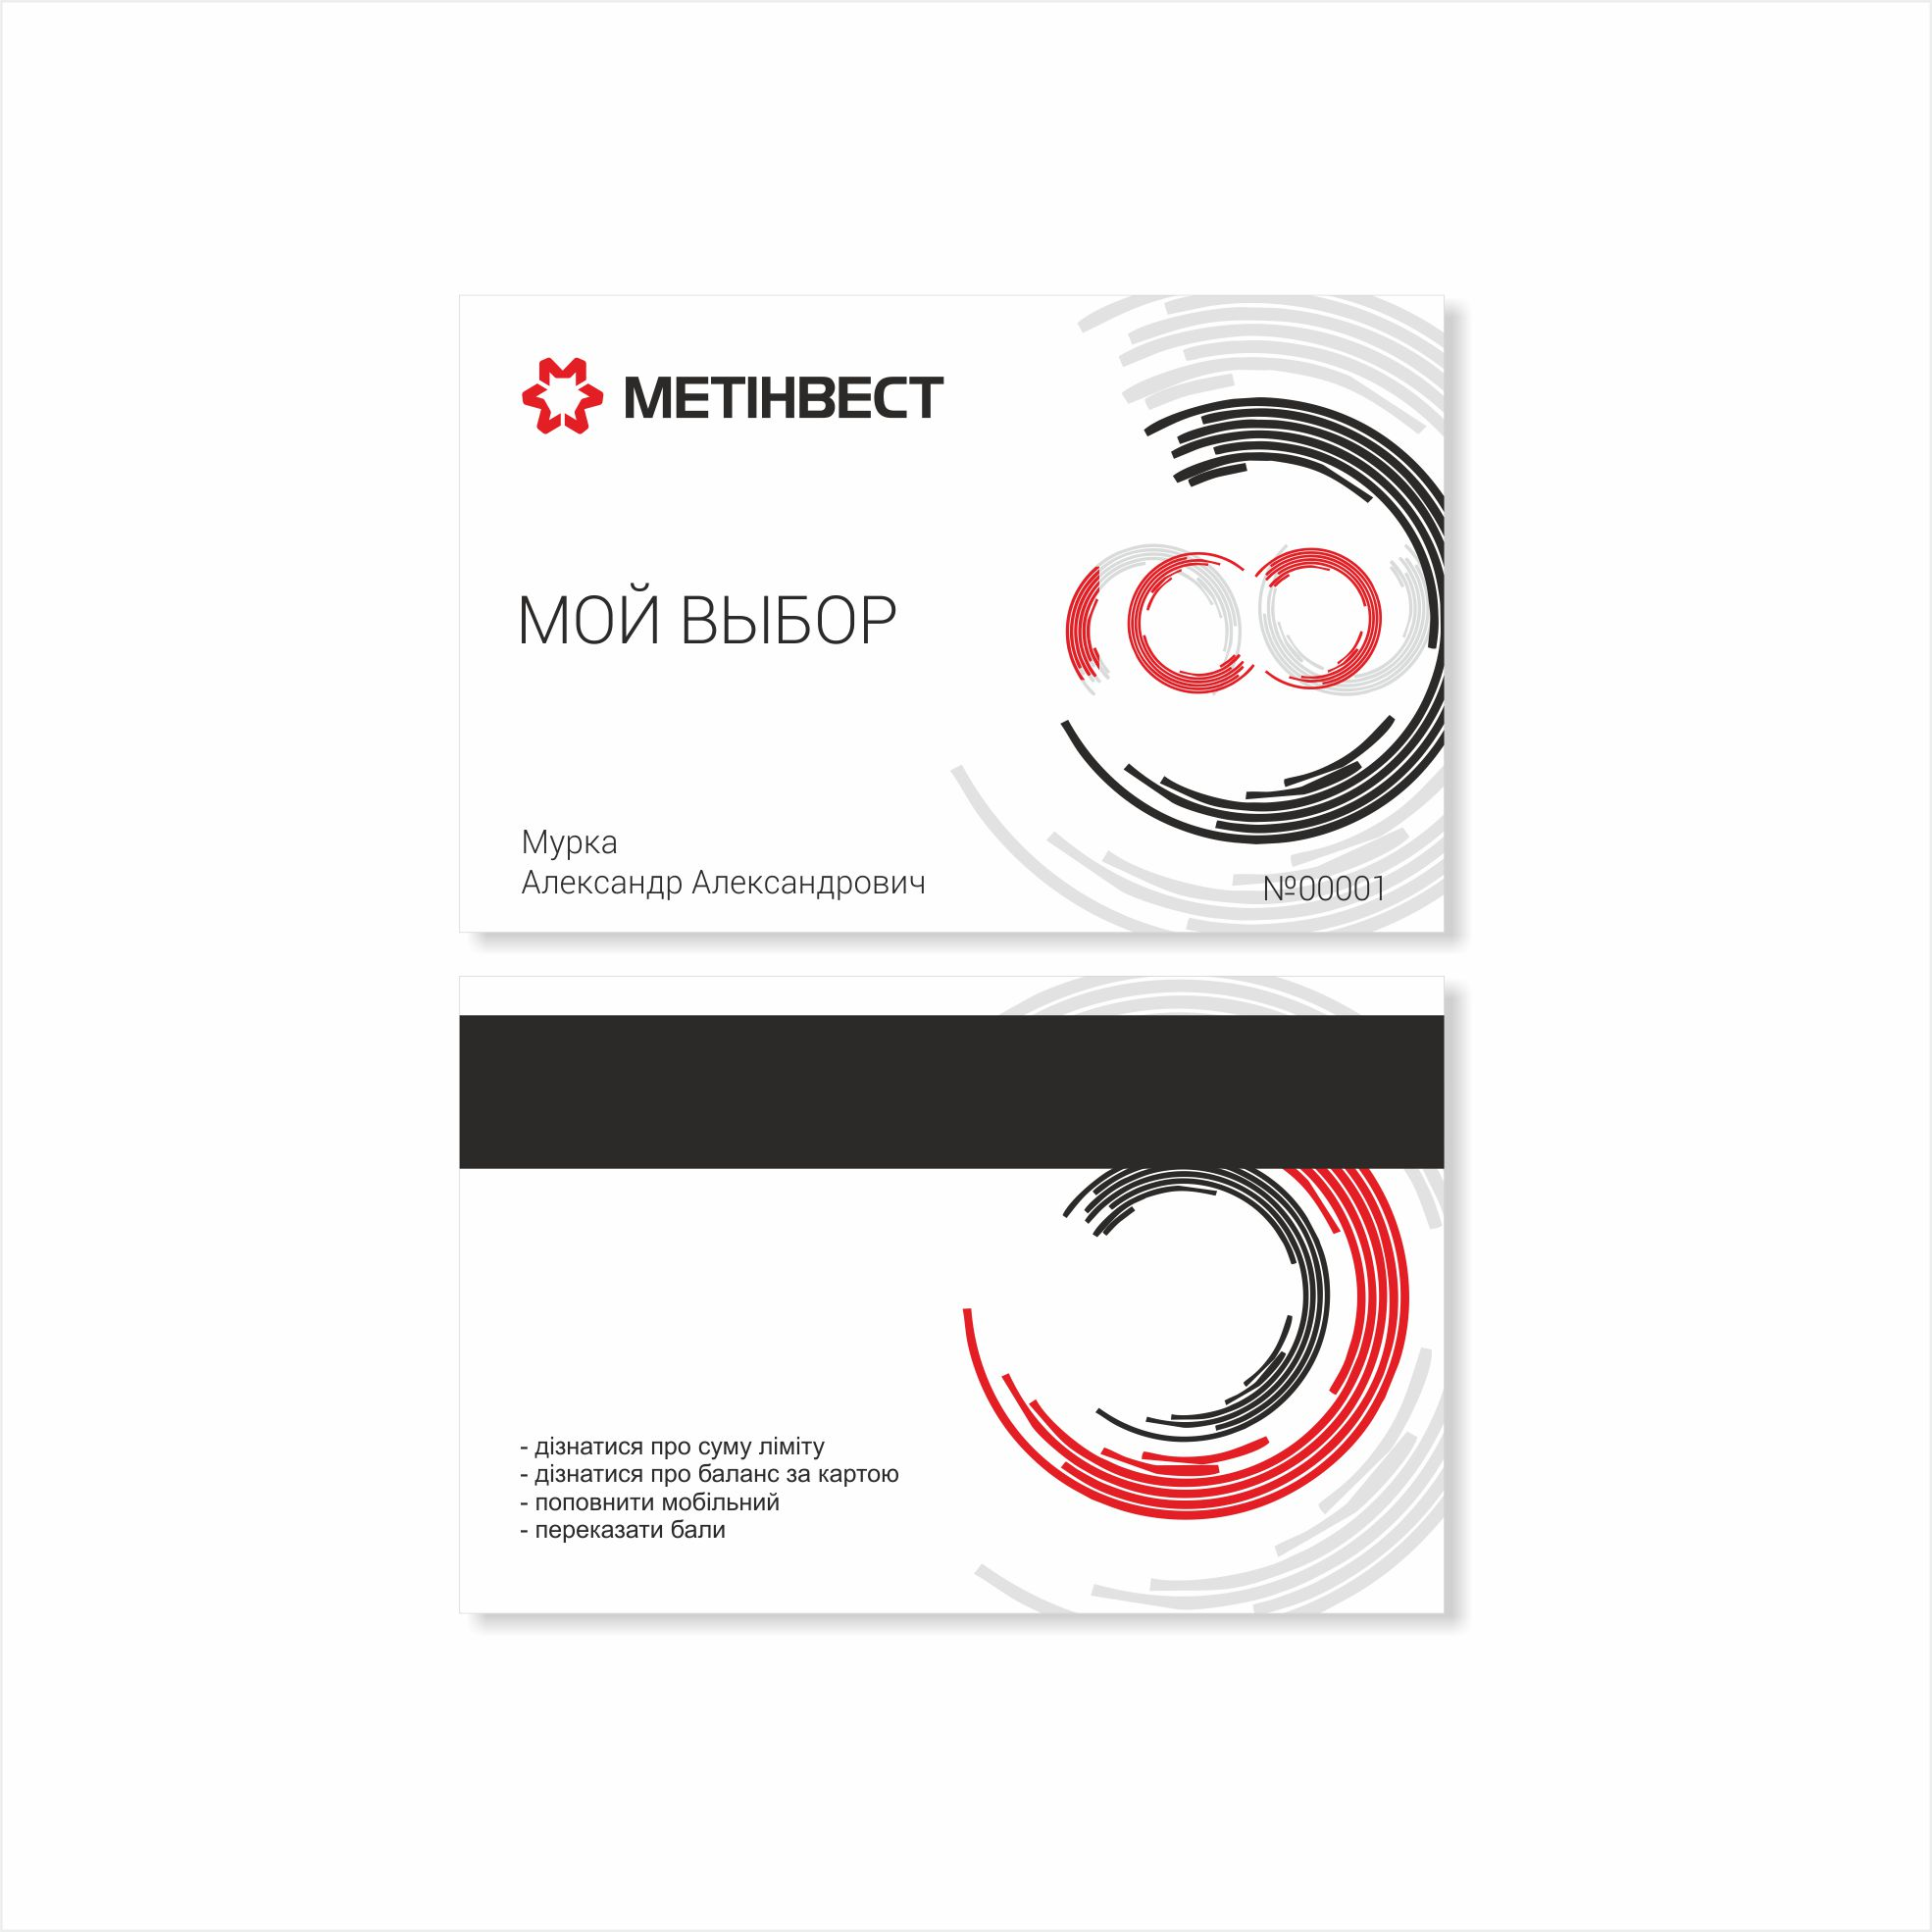 МЕТІНВЕСТ
МОЙ ВЫБОР
Мурка
Александр Александрович
№00001
- дізнатися про суму ліміту
- дізнатися про баланс за картою
- поповнити мобільний
- переказати бали